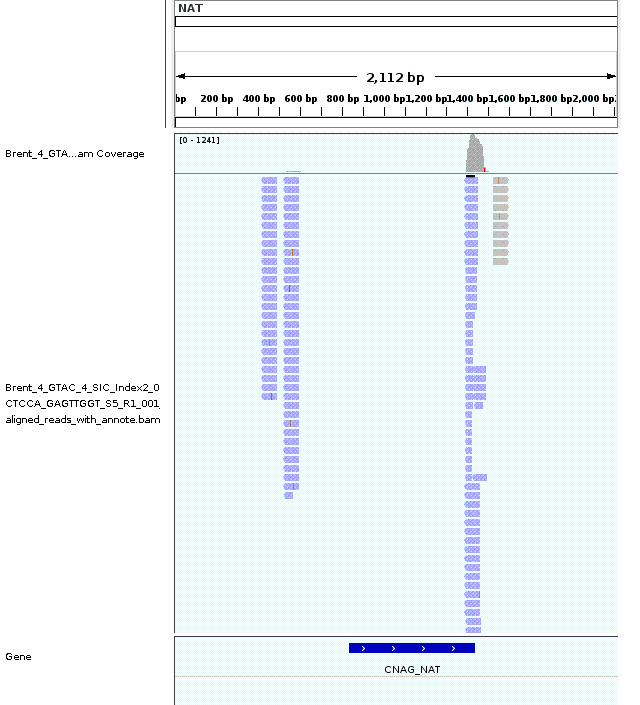 NAT
2,112 bp
bp 200 bp 400 bp 600 bp 800 bp 1,000 bp 1,200 bp 1,400 bp 1,600 bp 1,800 bp 2,000 bp
[0 - 1241]
Brent_4_GTA...am Coverage
Brent_4_GTAC_4_SIC_Index2_0
CTCCA_GAGTTGGT_S5_R1_001_
aligned_reads_with_annote.bam
Gene
CNAG_NAT